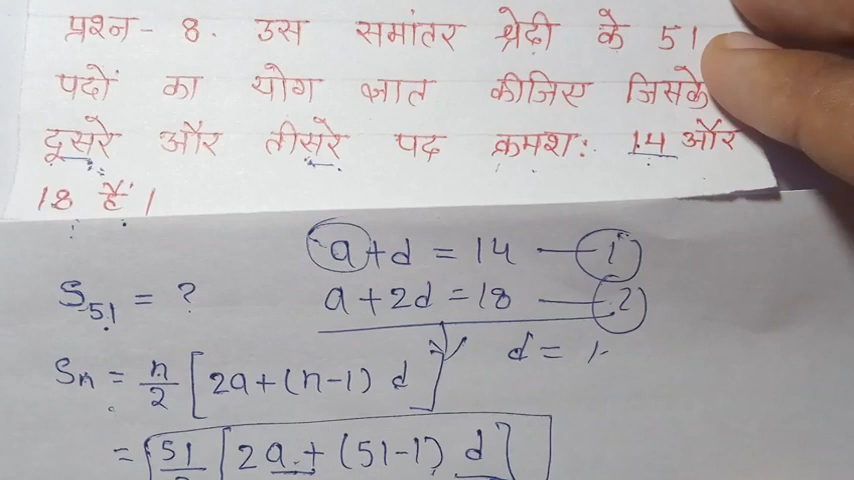 प्रश्न - 8. उस समांतर श्रेढ़ी के 51
पदों का योग ज्ञात कीजिए जिसके
दूसरे और तीसरे पद क्रमशः 14 और
18 हैं।
a + d = 14 — 1
S₅₁ = ?
a + 2d = 18 — 2
d =
Sₙ = n/2 [2a + (n-1) d]
= 51/2 [2a + (51-1) d]